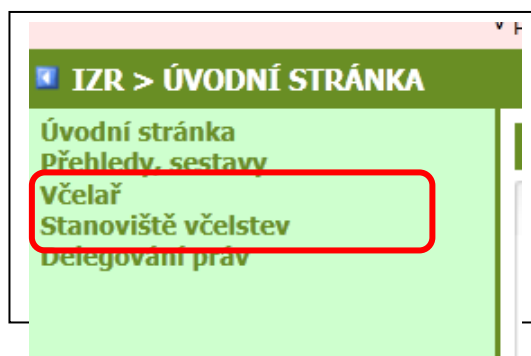 IZR > ÚVODNÍ STRÁNKA
Úvodní stránka
Přehledy, sestavy
Včelař
Stanoviště včelstev
Delegování práv